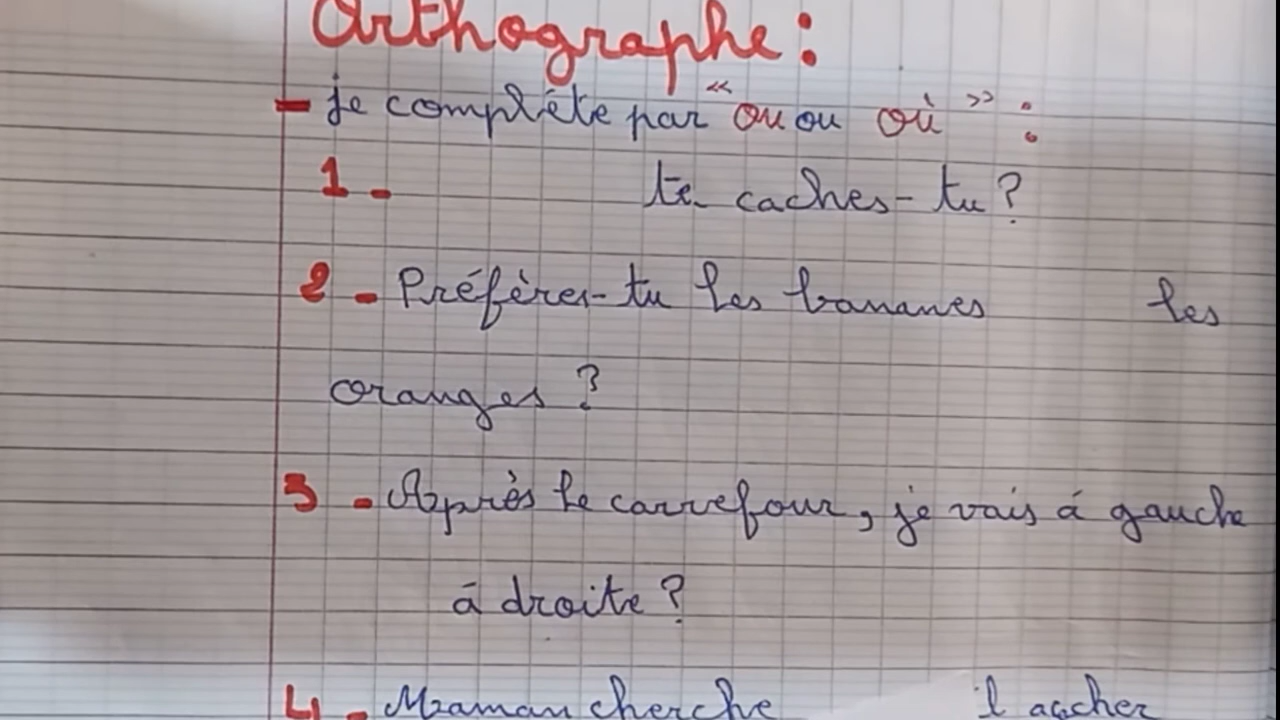 Orthographe :
- je complète par « ou ou où » :
1 - te caches-tu ?
2 - Préfères-tu les bananes les
oranges ?
3 - Après le carrefour, je vais à gauche
à droite ?
4 - Maman cherche